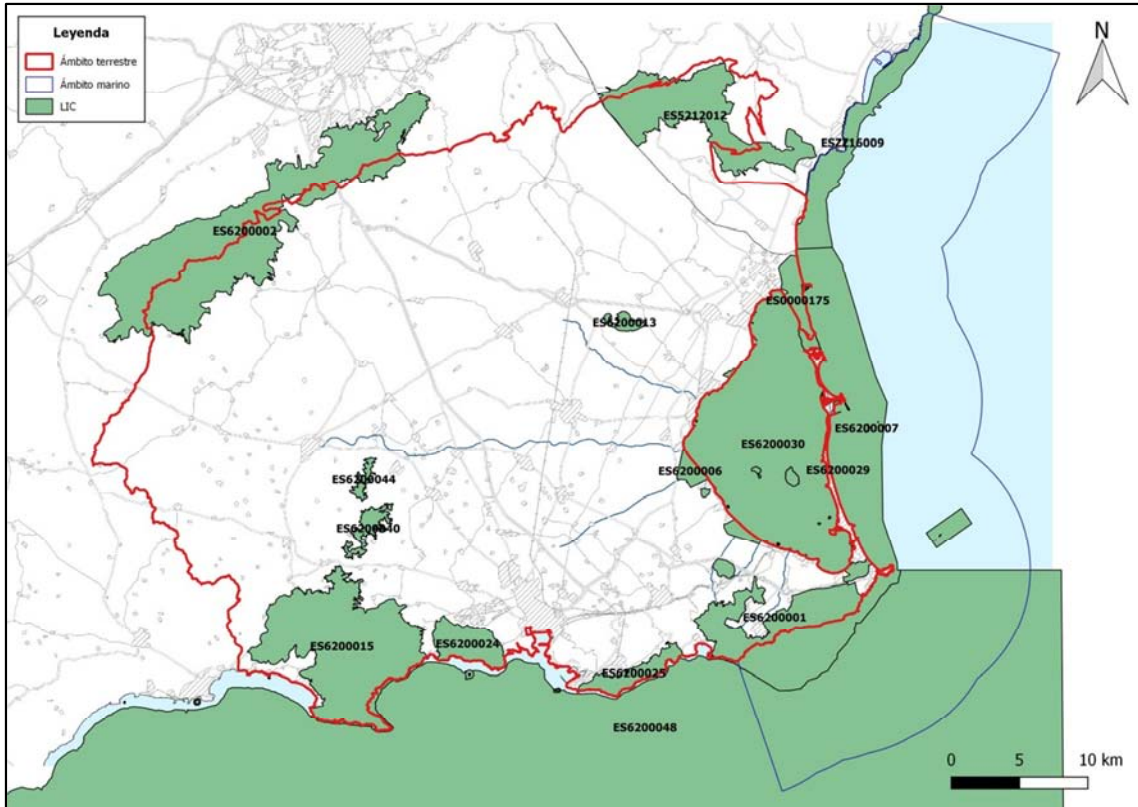 Leyenda
Ámbito terrestre
Ámbito marino
LIC
N
ES5212012
ESZZ16009
ES6200002
ES0000175
ES6200013
ES6200007
ES6200030
ES6200006
ES6200029
ES6200044
ES6200040
ES6200001
ES6200015
ES6200024
ES6200025
ES6200048
0 5 10 km